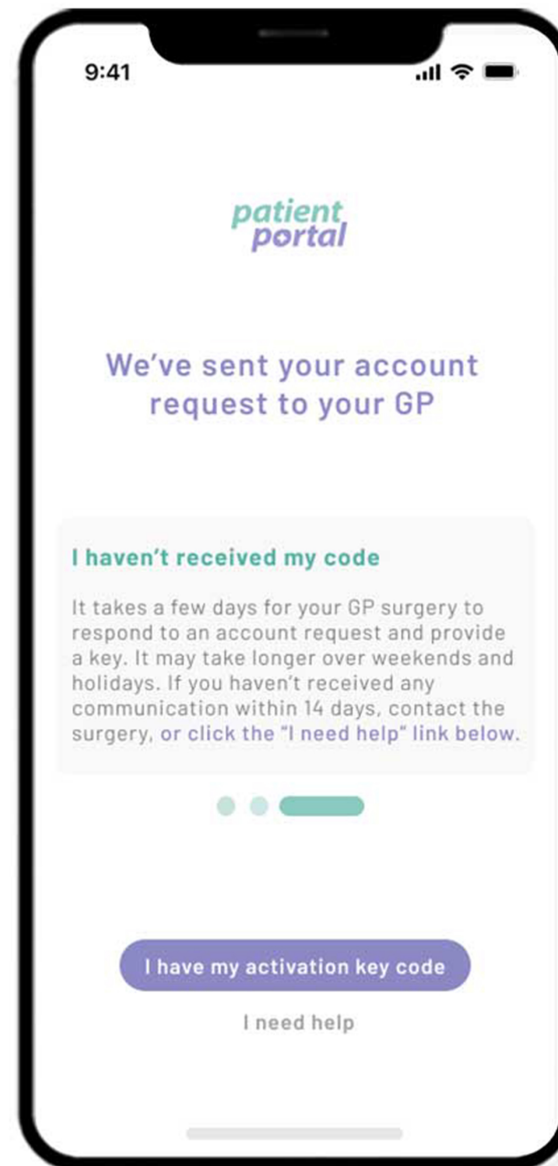 9:41
patient
portal
We’ve sent your account
request to your GP
I haven’t received my code
It takes a few days for your GP surgery to
respond to an account request and provide
a key. It may take longer over weekends and
holidays. If you haven’t received any
communication within 14 days, contact the
surgery, or click the “I need help” link below.
I have my activation key code
I need help